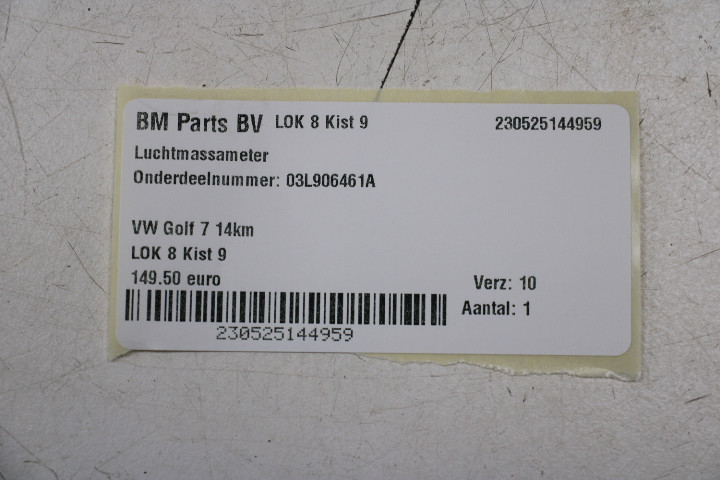 BM Parts BV LOK 8 Kist 9 230525144959
Luchtmassameter
Onderdeelnummer: 03L906461A
VW Golf 7 14km
LOK 8 Kist 9
149.50 euro Verz: 10
Aantal: 1
230525144959